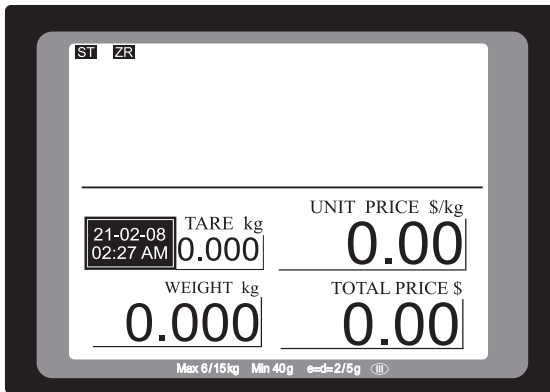 ST ZR
UNIT PRICE $/kg
TARE kg
21-02-08
02:27 AM
0.000
0.00
WEIGHT kg
TOTAL PRICE $
0.000
0.00
Max 6/15kg Min 40g e=d=2/5g III